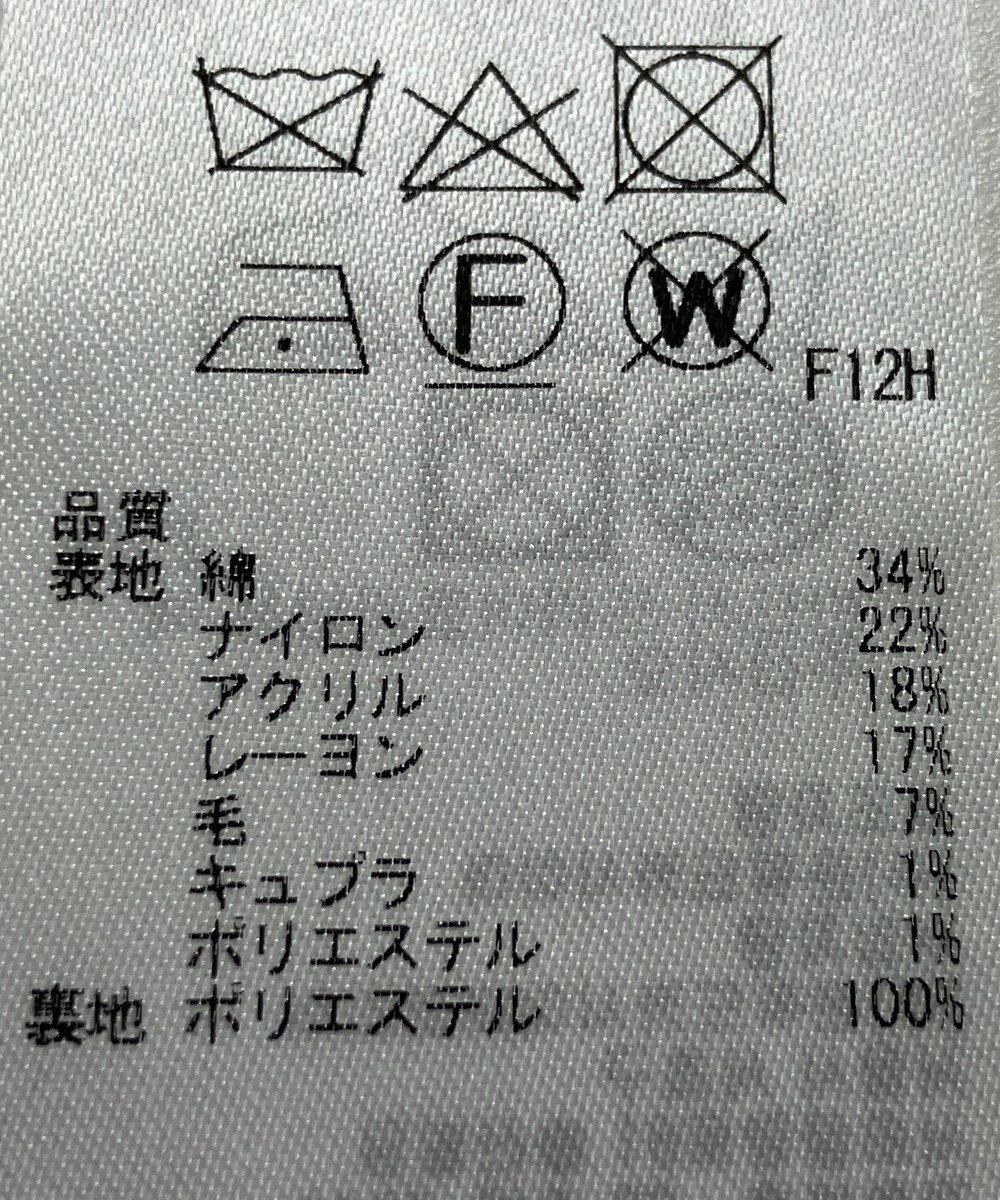 F W
F12H
品質
表地 綿 34%
ナイロン 22%
アクリル 18%
レーヨン 17%
毛 7%
キュプラ 1%
ポリエステル 1%
裏地 ポリエステル 100%